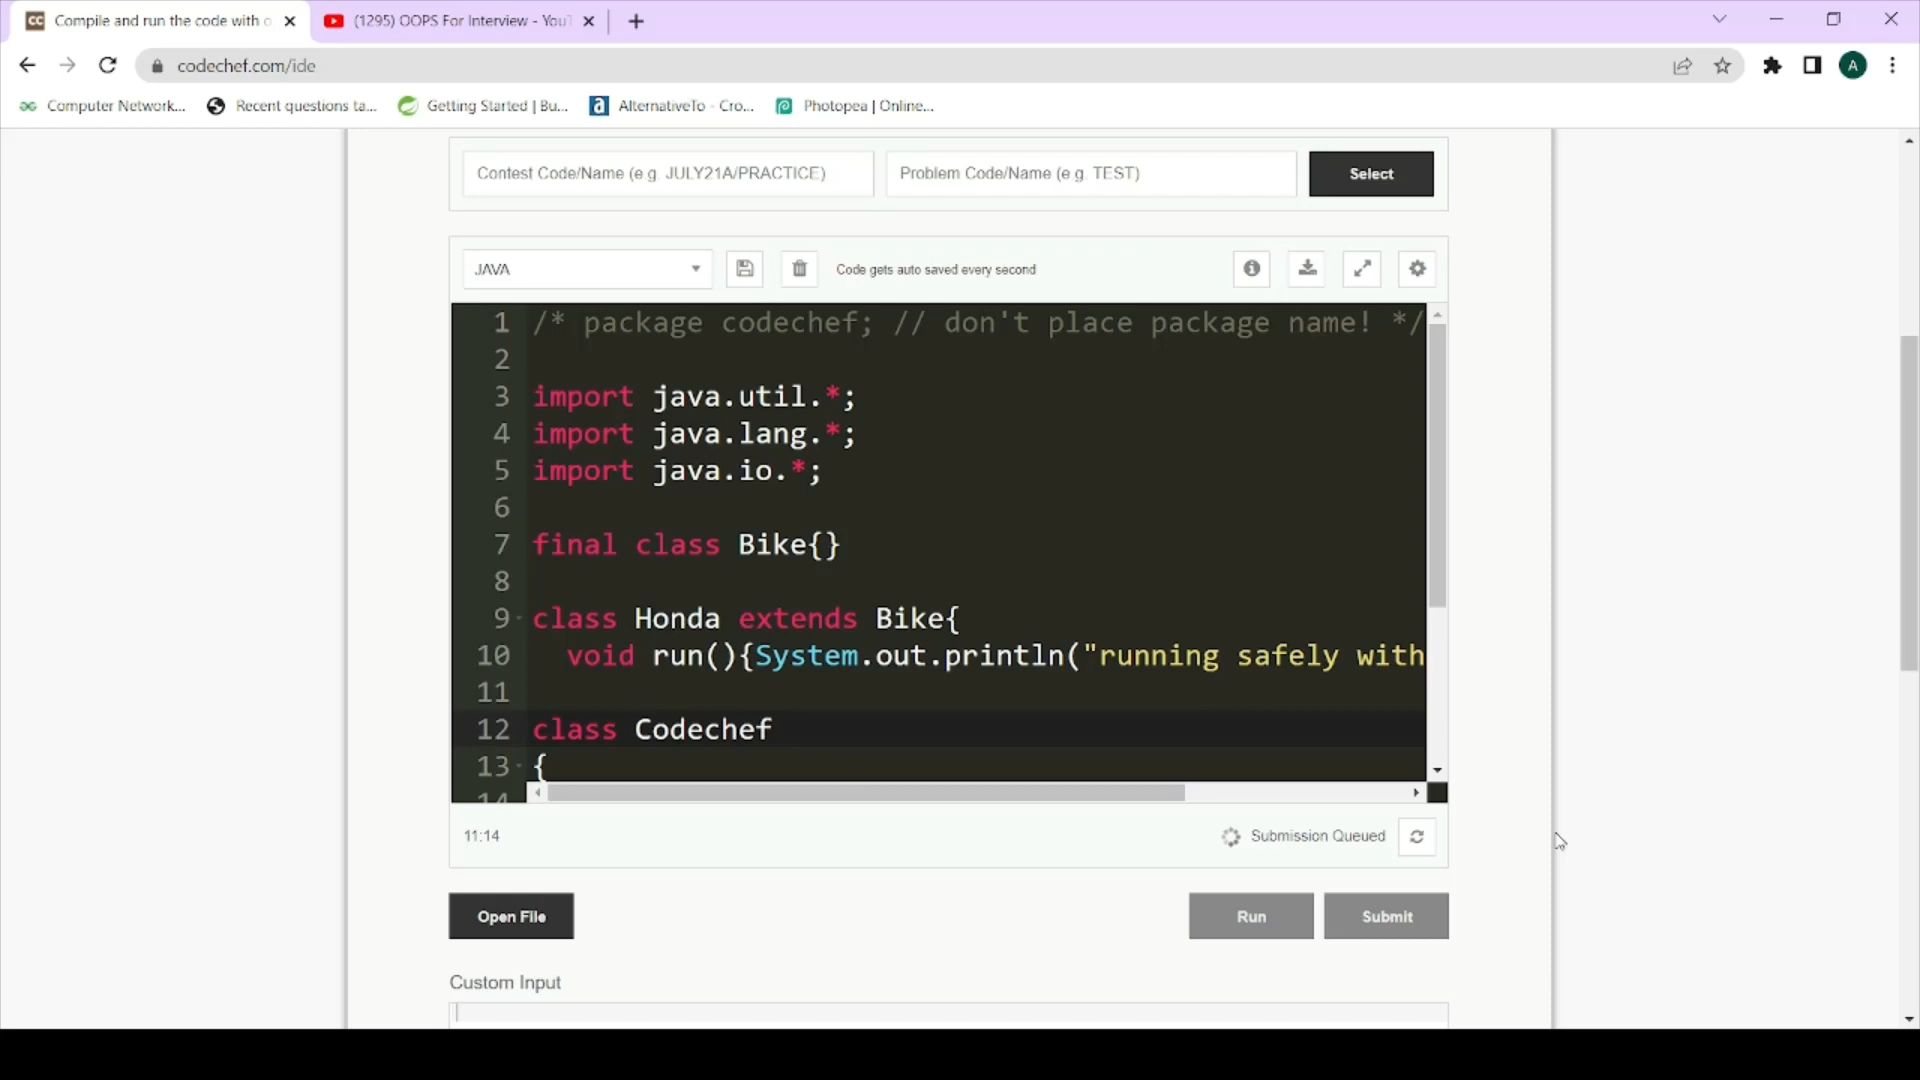 Compile and run the code with o
(1295) OOPS For Interview - You
codechef.com/ide
A
Computer Network...
Recent questions ta...
Getting Started | Bu...
AlternativeTo - Cro...
Photopea | Online...
Contest Code/Name (e.g. JULY21A/PRACTICE)
Problem Code/Name (e.g. TEST)
Select
JAVA
Code gets auto saved every second
1 /* package codechef; // don't place package name! */
2
3 import java.util.*;
4 import java.lang.*;
5 import java.io.*;
6
7 final class Bike{}
8
9 class Honda extends Bike{
10 void run(){System.out.println("running safely with
11
12 class Codechef
13 {
14
11:14
Submission Queued
Open File
Run
Submit
Custom Input